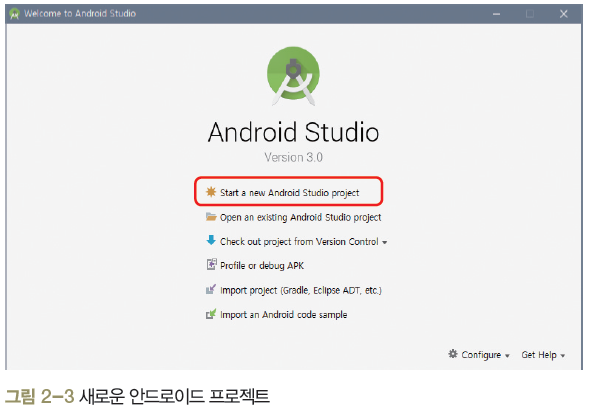 Welcome to Android Studio
Android Studio
Version 3.0
Start a new Android Studio project
Open an existing Android Studio project
Check out project from Version Control
Profile or debug APK
Import project (Gradle, Eclipse ADT, etc.)
Import an Android code sample
Configure Get Help
그림 2-3 새로운 안드로이드 프로젝트